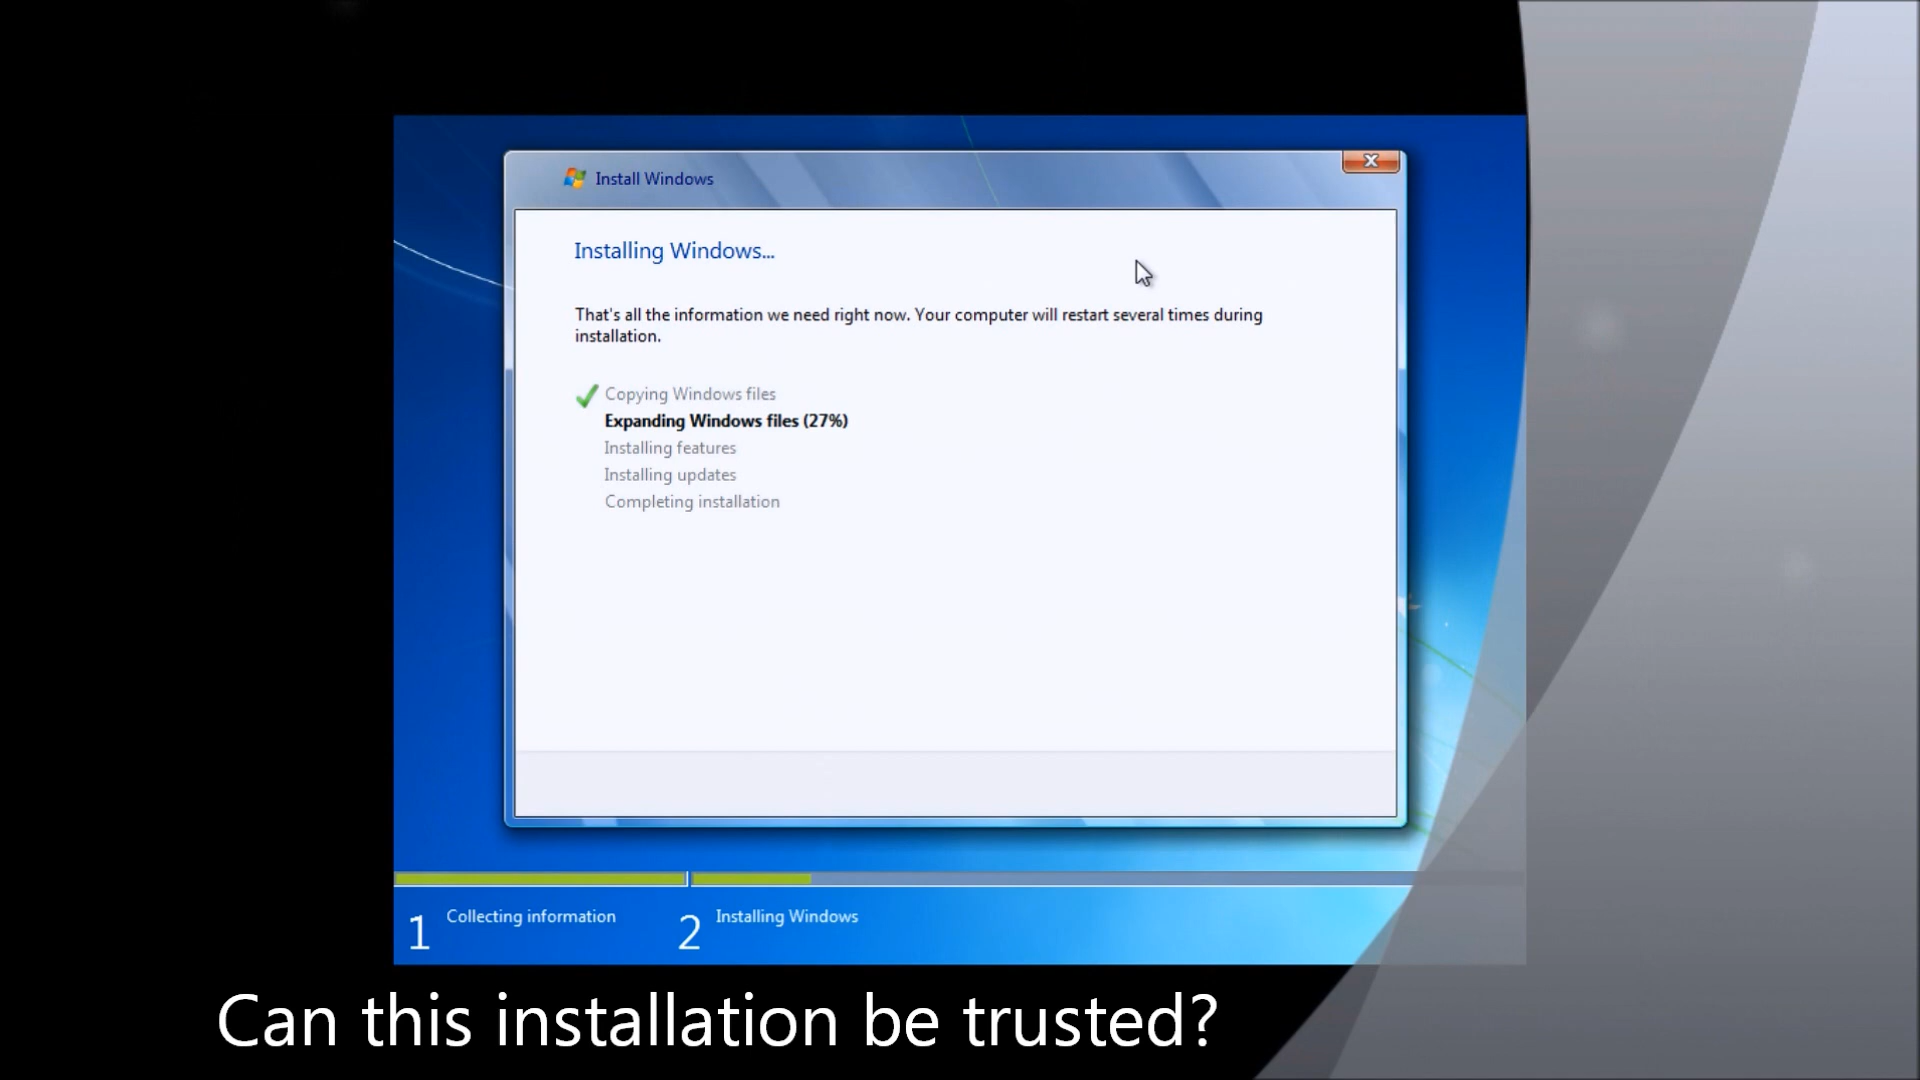 Install Windows
Installing Windows...
That's all the information we need right now. Your computer will restart several times during
installation.
Copying Windows files
Expanding Windows files (27%)
Installing features
Installing updates
Completing installation
1 Collecting information 2 Installing Windows
Can this installation be trusted?